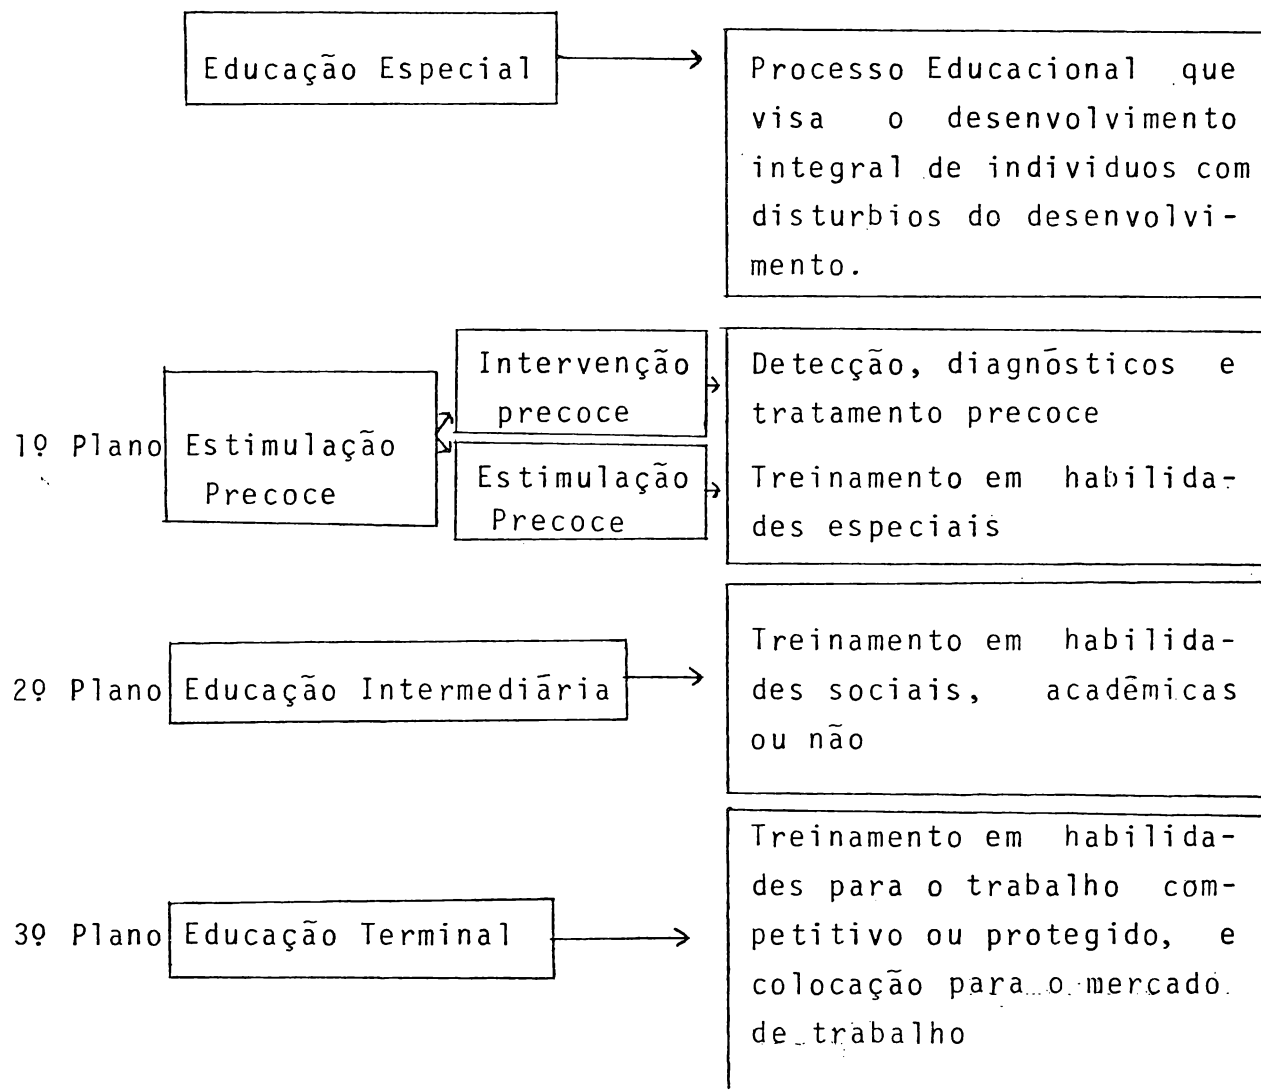 Educação Especial
Processo Educacional que
visa o desenvolvimento
integral de individuos com
disturbios do desenvolvi-
mento.
1º Plano
Estimulação
Precoce
Intervenção
precoce
Detecção, diagnósticos e
tratamento precoce
Estimulação
Precoce
Treinamento em habilida-
des especiais
2º Plano
Educação Intermediária
Treinamento em habilida-
des sociais, acadêmicas
ou não
3º Plano
Educação Terminal
Treinamento em habilida-
des para o trabalho com-
petitivo ou protegido, e
colocação para o mercado
de trabalho